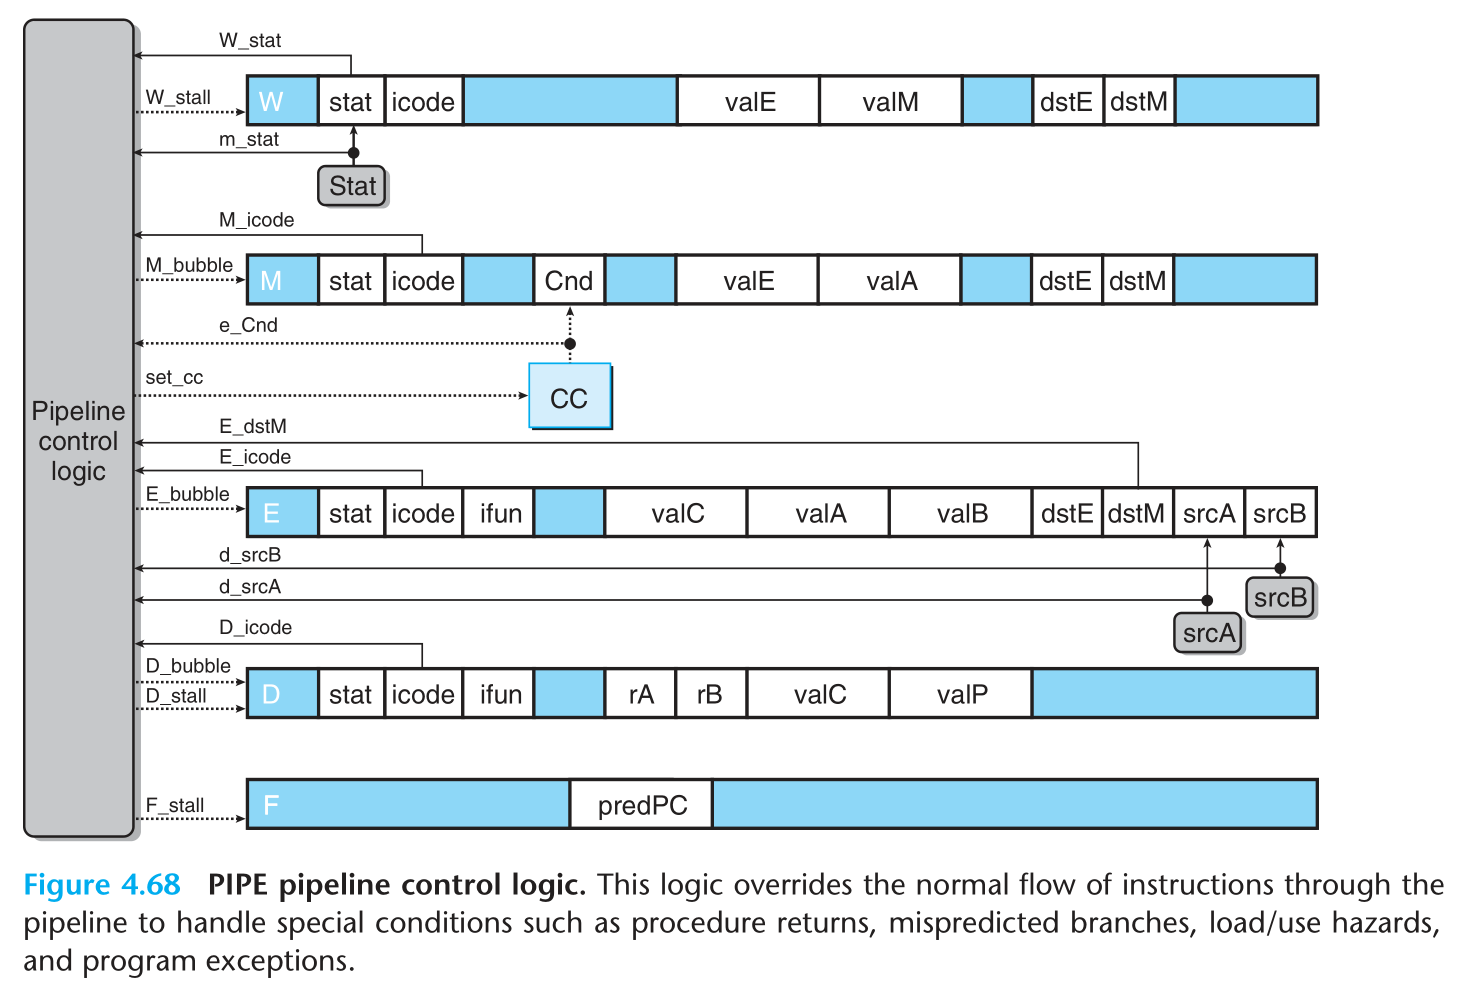 W_stat
W_stall
W stat icode valE valM dstE dstM
m_stat
Stat
M_icode
M_bubble
M stat icode Cnd valE valA dstE dstM
e_Cnd
set_cc
CC
Pipeline
control
logic
E_dstM
E_icode
E_bubble
E stat icode ifun valC valA valB dstE dstM srcA srcB
d_srcB
d_srcA
srcB
srcA
D_icode
D_bubble
D_stall
D stat icode ifun rA rB valC valP
F_stall
F predPC
Figure 4.68 PIPE pipeline control logic. This logic overrides the normal flow of instructions through the
pipeline to handle special conditions such as procedure returns, mispredicted branches, load/use hazards,
and program exceptions.